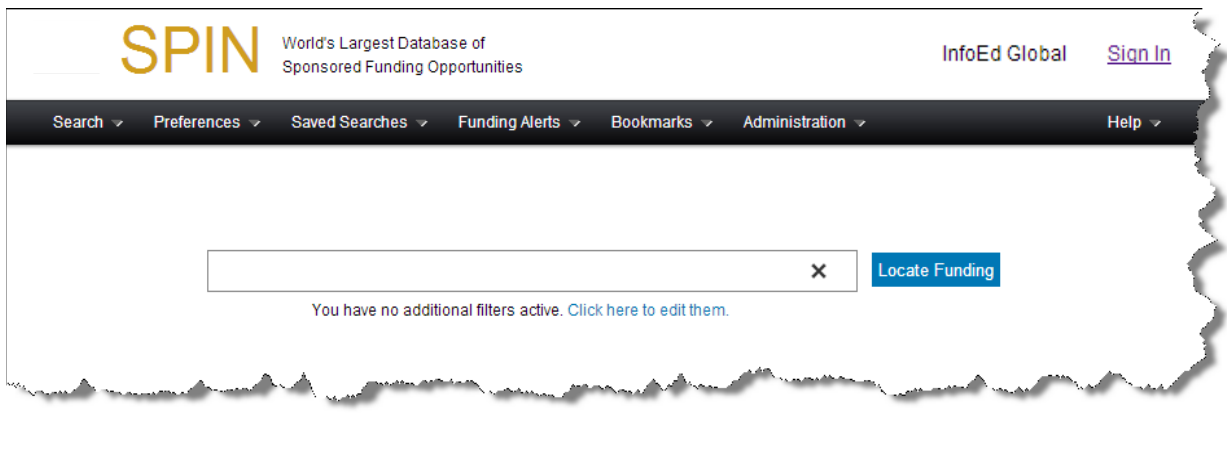 SPIN
World's Largest Database of
Sponsored Funding Opportunities
InfoEd Global Sign In
Search Preferences Saved Searches Funding Alerts Bookmarks Administration Help
Locate Funding
You have no additional filters active. Click here to edit them.